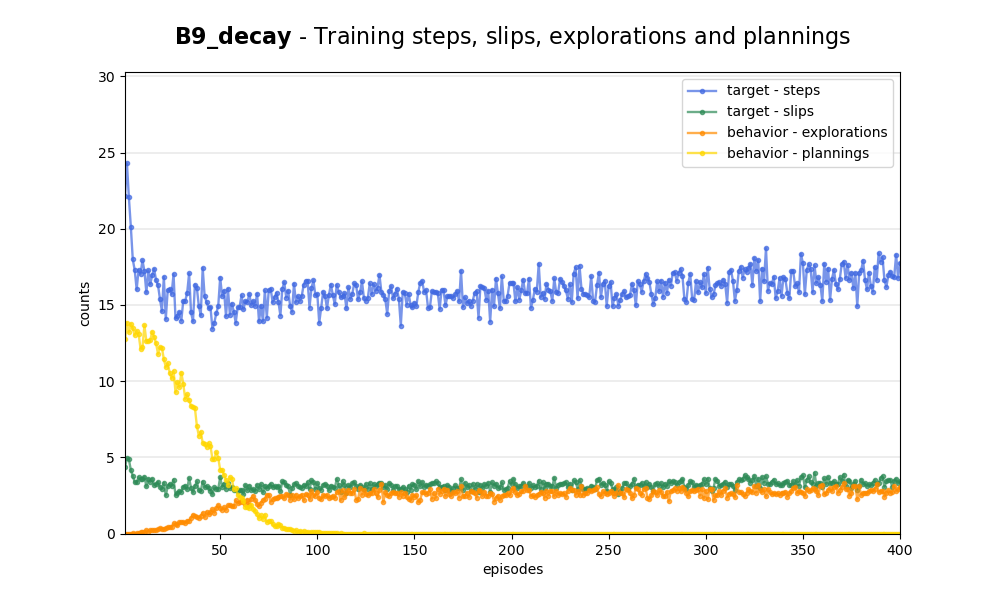 B9_decay - Training steps, slips, explorations and plannings
30
25
20
15
10
5
0
counts
target - steps
target - slips
behavior - explorations
behavior - plannings
50 100 150 200 250 300 350 400
episodes